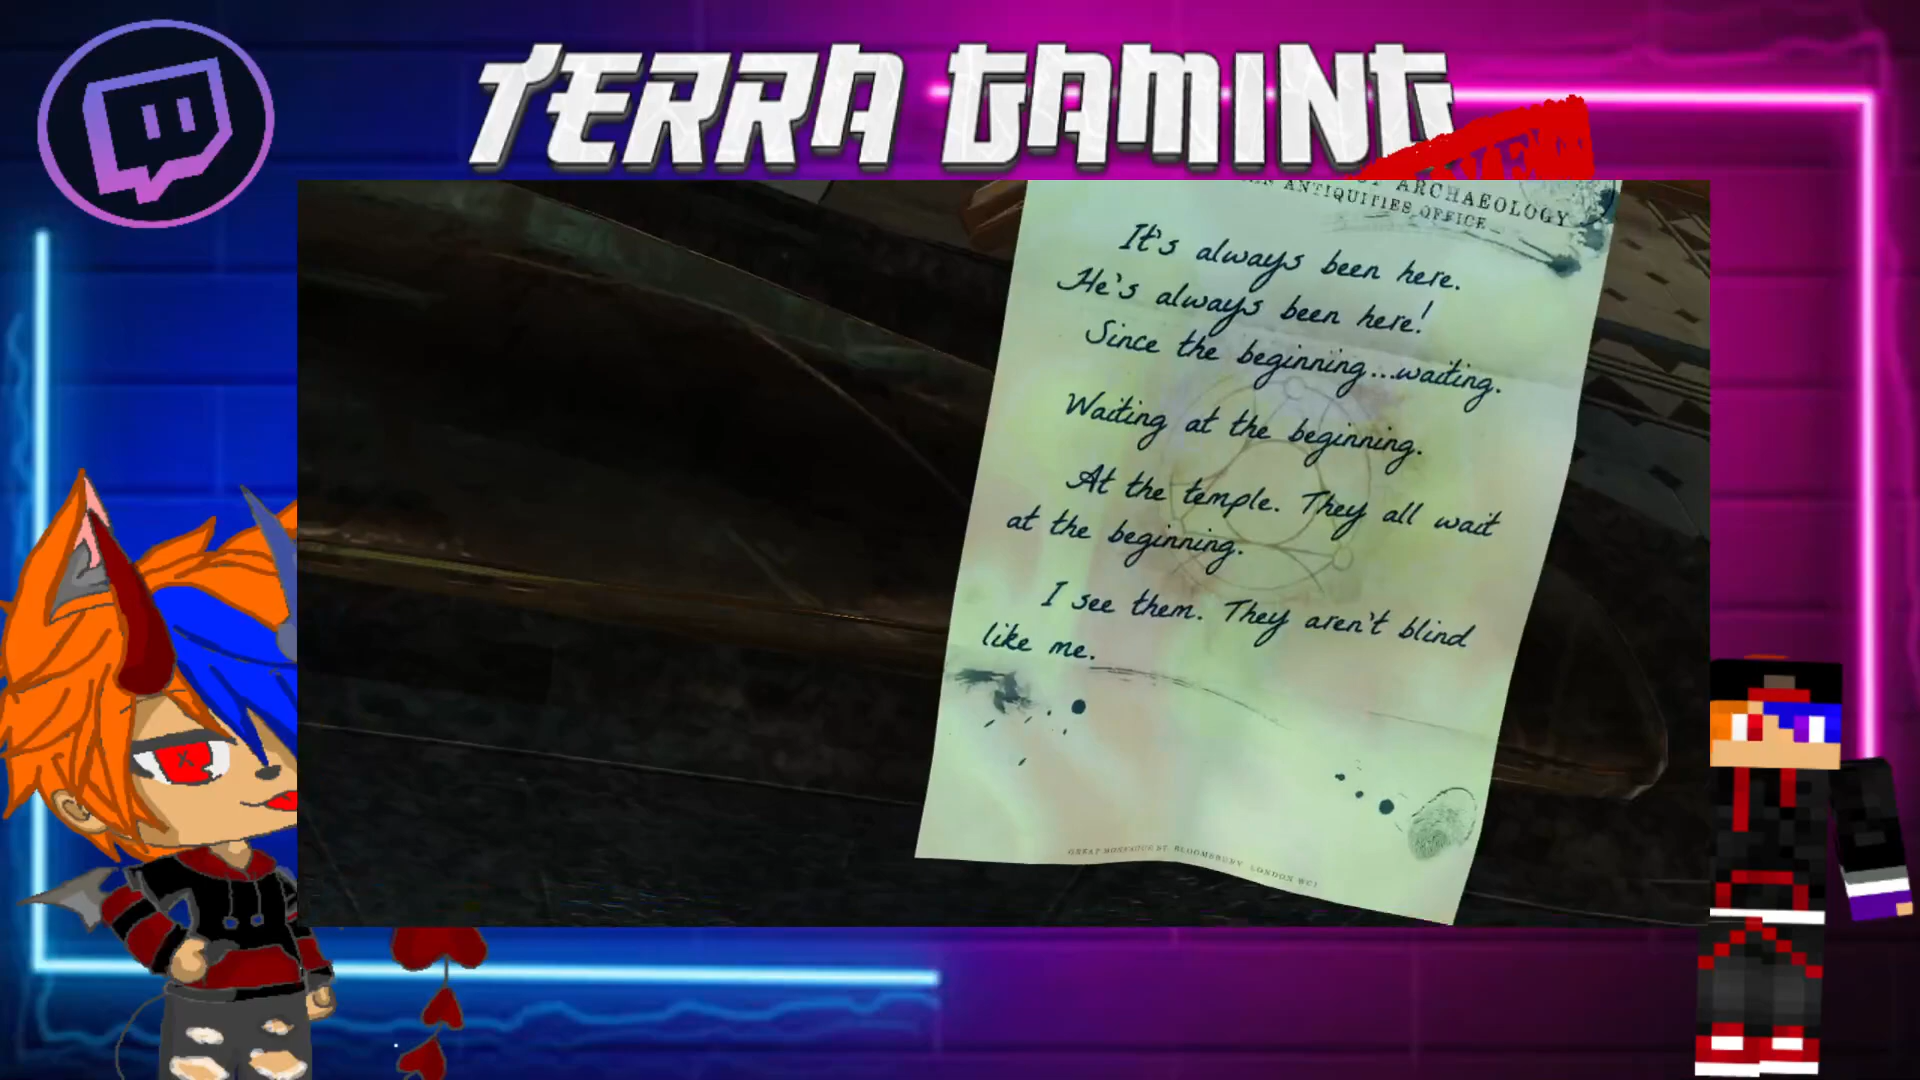 TERRA GAMING
ARCHAEOLOGY
ANTIQUITIES OFFICE
It's always been here.
He's always been here!
Since the beginning...waiting.
Waiting at the beginning.
At the temple. They all wait
at the beginning.
I see them. They aren't blind
like me.
ST. BLOOMSBURY, LONDON WC1